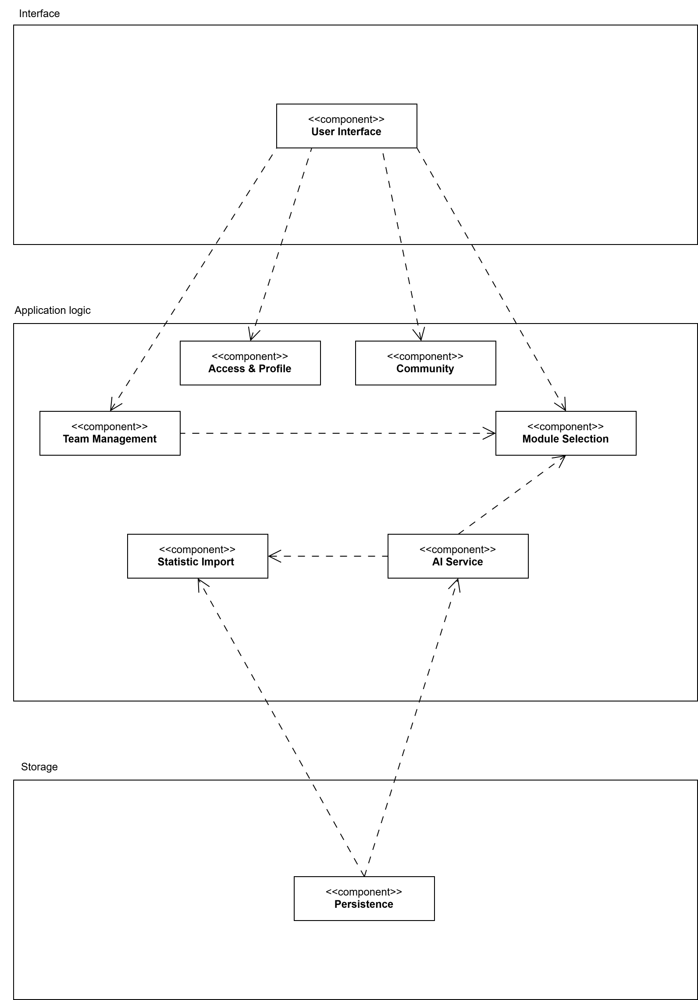 Interface
<<component>>
User Interface
Application logic
<<component>>
Access & Profile
<<component>>
Community
<<component>>
Team Management
<<component>>
Module Selection
<<component>>
Statistic Import
<<component>>
AI Service
Storage
<<component>>
Persistence